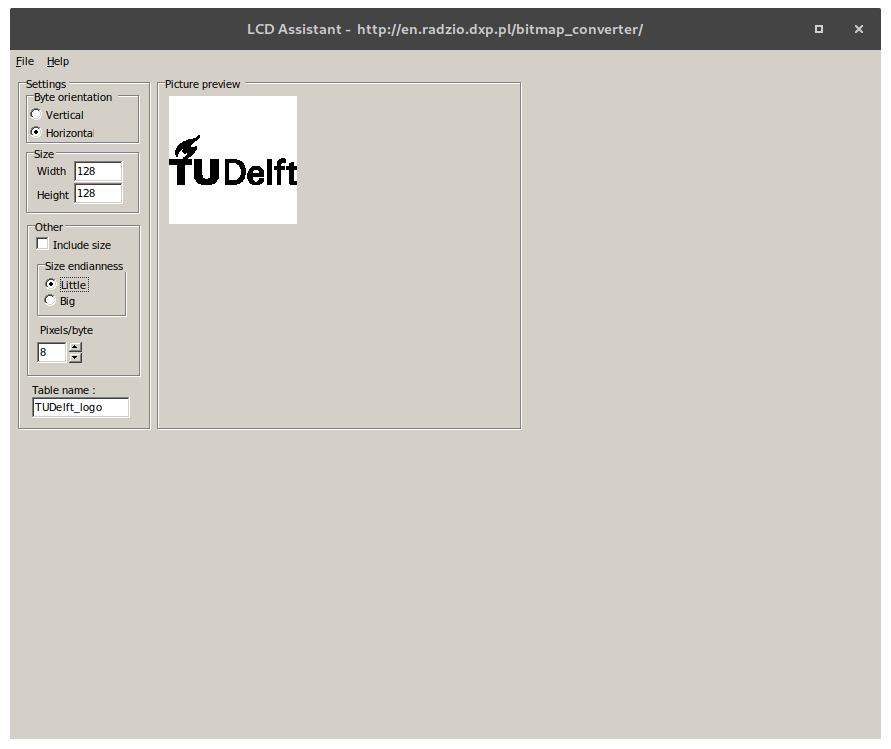 LCD Assistant - http://en.radzio.dxp.pl/bitmap_converter/
File Help
Settings
Byte orientation
Vertical
Horizontal
Size
Width 128
Height 128
Other
Include size
Size endianness
Little
Big
Pixels/byte
8
Table name :
TUDelft_logo
Picture preview
TUDelft